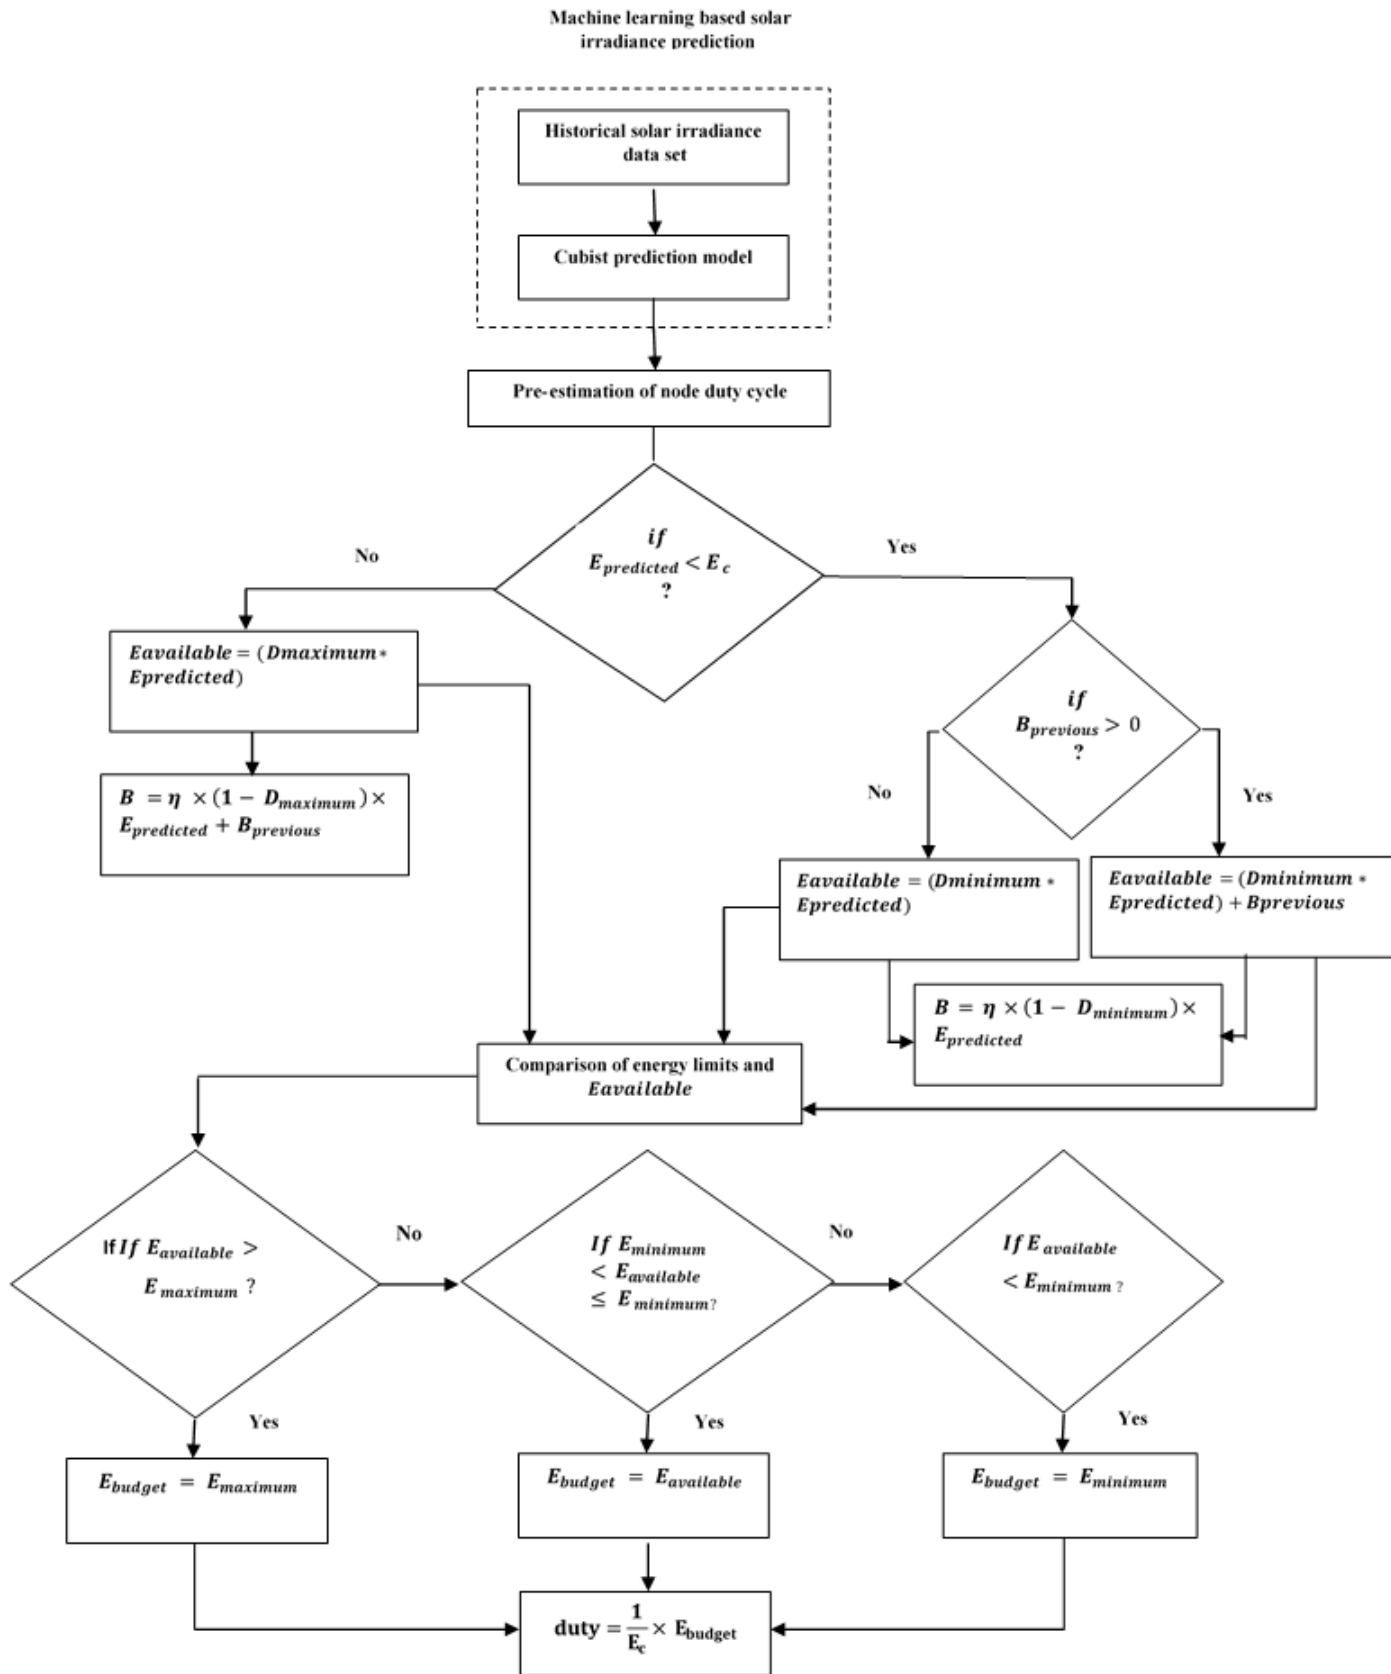 Machine learning based solar
irradiance prediction
Historical solar irradiance
data set
Cubist prediction model
Pre-estimation of node duty cycle
if
E_predicted < E_c
?
No
Yes
Eavailable = (Dmaximum *
Epredicted)
if
B_previous > 0
?
B = η × (1 − D_maximum) ×
E_predicted + B_previous
No
Yes
Eavailable = (Dminimum *
Epredicted)
Eavailable = (Dminimum *
Epredicted) + Bprevious
B = η × (1 − D_minimum) ×
E_predicted
Comparison of energy limits and
Eavailable
If If E_available >
E_maximum ?
No
If E_minimum
< E_available
≤ E_minimum?
No
If E_available
< E_minimum ?
Yes
Yes
Yes
E_budget = E_maximum
E_budget = E_available
E_budget = E_minimum
duty = 1/E_c × E_budget